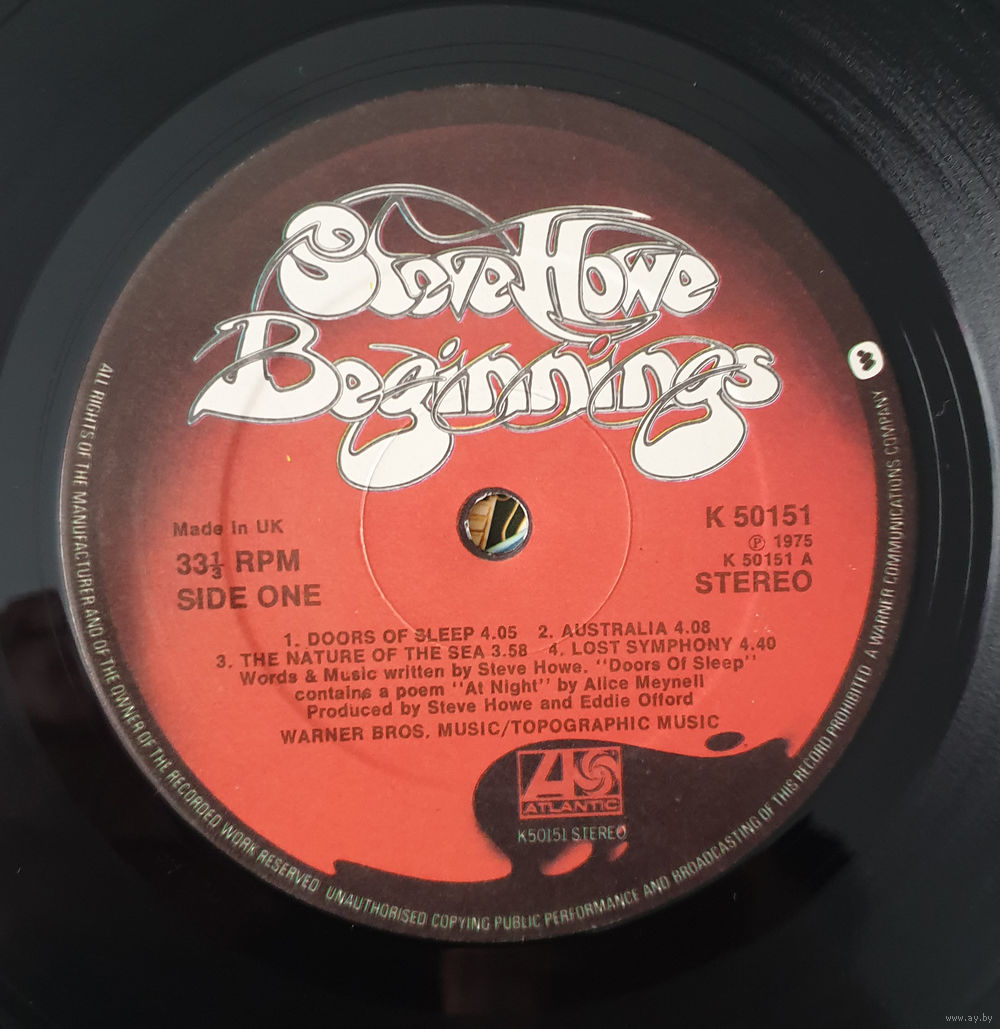 Steve Howe
Beginnings
Made in UK
33⅓ RPM
SIDE ONE
K 50151
℗ 1975
K 50151 A
STEREO
1. DOORS OF SLEEP 4.05 2. AUSTRALIA 4.08
3. THE NATURE OF THE SEA 3.58 4. LOST SYMPHONY 4.40
Words & Music written by Steve Howe. "Doors Of Sleep"
contains a poem "At Night" by Alice Meynell
Produced by Steve Howe and Eddie Offord
WARNER BROS. MUSIC/TOPOGRAPHIC MUSIC
ATLANTIC
K50151 STEREO
ALL RIGHTS OF THE MANUFACTURER AND OF THE OWNER OF THE RECORDED WORK RESERVED UNAUTHORISED COPYING PUBLIC PERFORMANCE AND BROADCASTING OF THIS RECORD PROHIBITED A WARNER COMMUNICATIONS COMPANY
www.ay.by